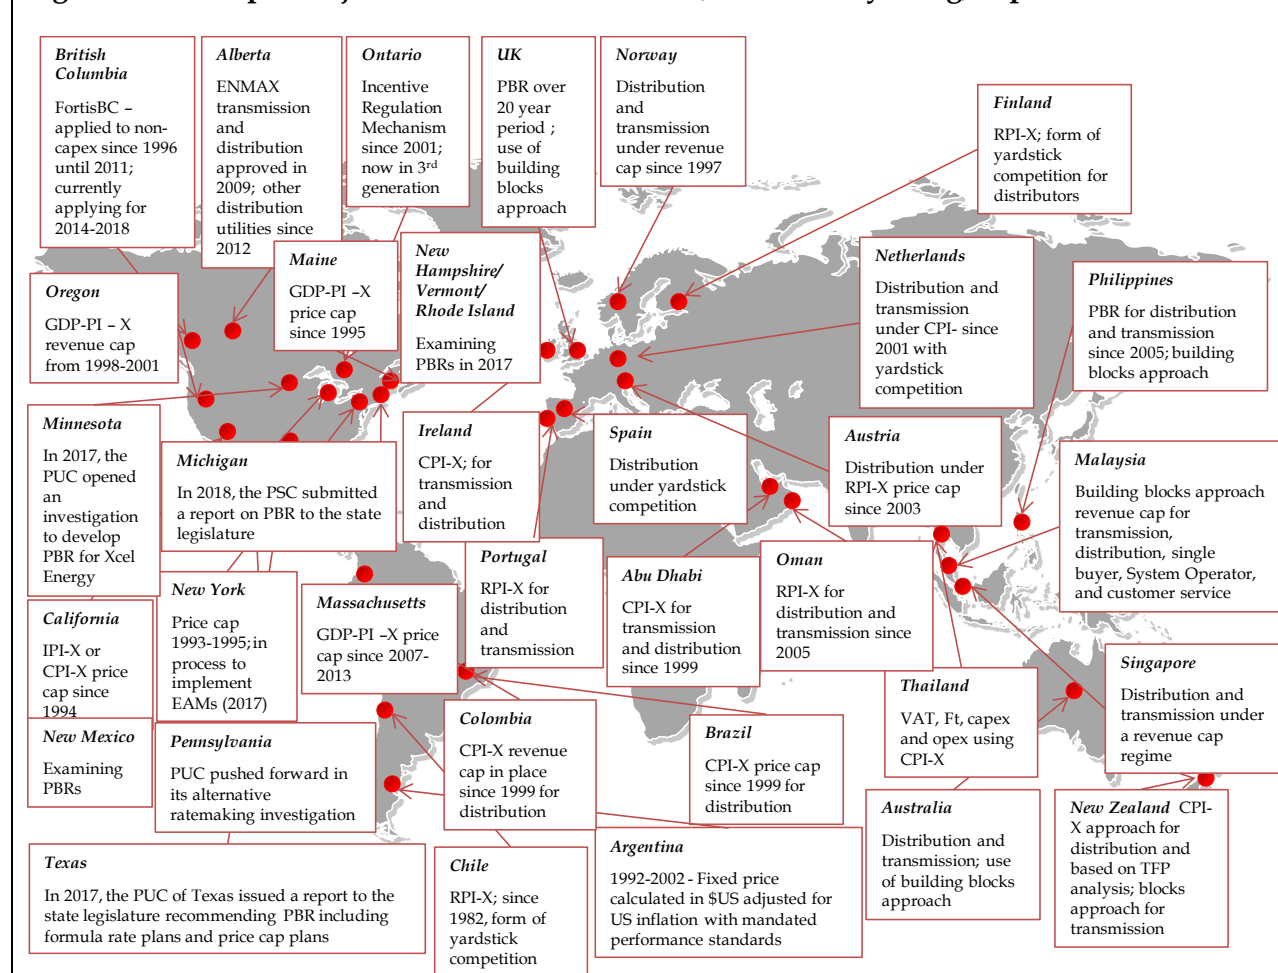 British
Columbia
FortisBC –
applied to non-
capex since 1996
until 2011;
currently
applying for
2014-2018
Alberta
ENMAX
transmission
and
distribution
approved in
2009; other
distribution
utilities since
2012
Ontario
Incentive
Regulation
Mechanism
since 2001;
now in 3rd
generation
UK
PBR over
20 year
period ;
use of
building
blocks
approach
Norway
Distribution
and
transmission
under revenue
cap since 1997
Finland
RPI-X; form of
yardstick
competition for
distributors
Oregon
GDP-PI – X
revenue cap
from 1998-2001
Maine
GDP-PI –X
price cap
since 1995
New
Hampshire/
Vermont/
Rhode Island
Examining
PBRs in 2017
Netherlands
Distribution and
transmission
under CPI- since
2001 with
yardstick
competition
Philippines
PBR for distribution
and transmission
since 2005; building
blocks approach
Minnesota
In 2017, the
PUC opened
an
investigation
to develop
PBR for Xcel
Energy
Michigan
In 2018, the PSC submitted
a report on PBR to the state
legislature
Ireland
CPI-X; for
transmission
and
distribution
Spain
Distribution
under yardstick
competition
Austria
Distribution under
RPI-X price cap
since 2003
Malaysia
Building blocks approach
revenue cap for
transmission,
distribution, single
buyer, System Operator,
and customer service
California
IPI-X or
CPI-X price
cap since
1994
New York
Price cap
1993-1995; in
process to
implement
EAMs (2017)
Massachusetts
GDP-PI –X price
cap since 2007-
2013
Portugal
RPI-X for
distribution
and
transmission
Abu Dhabi
CPI-X for
transmission
and distribution
since 1999
Oman
RPI-X for
distribution and
transmission since
2005
Thailand
VAT, Ft, capex
and opex using
CPI-X
Singapore
Distribution and
transmission under
a revenue cap
regime
New Mexico
Examining
PBRs
Pennsylvania
PUC pushed forward in
its alternative
ratemaking investigation
Colombia
CPI-X revenue
cap in place
since 1999 for
distribution
Brazil
CPI-X price cap
since 1999 for
distribution
Australia
Distribution and
transmission; use
of building blocks
approach
New Zealand CPI-
X approach for
distribution and
based on TFP
analysis; blocks
approach for
transmission
Texas
In 2017, the PUC of Texas issued a report to the
state legislature recommending PBR including
formula rate plans and price cap plans
Chile
RPI-X; since
1982, form of
yardstick
competition
Argentina
1992-2002 - Fixed price
calculated in $US adjusted for
US inflation with mandated
performance standards